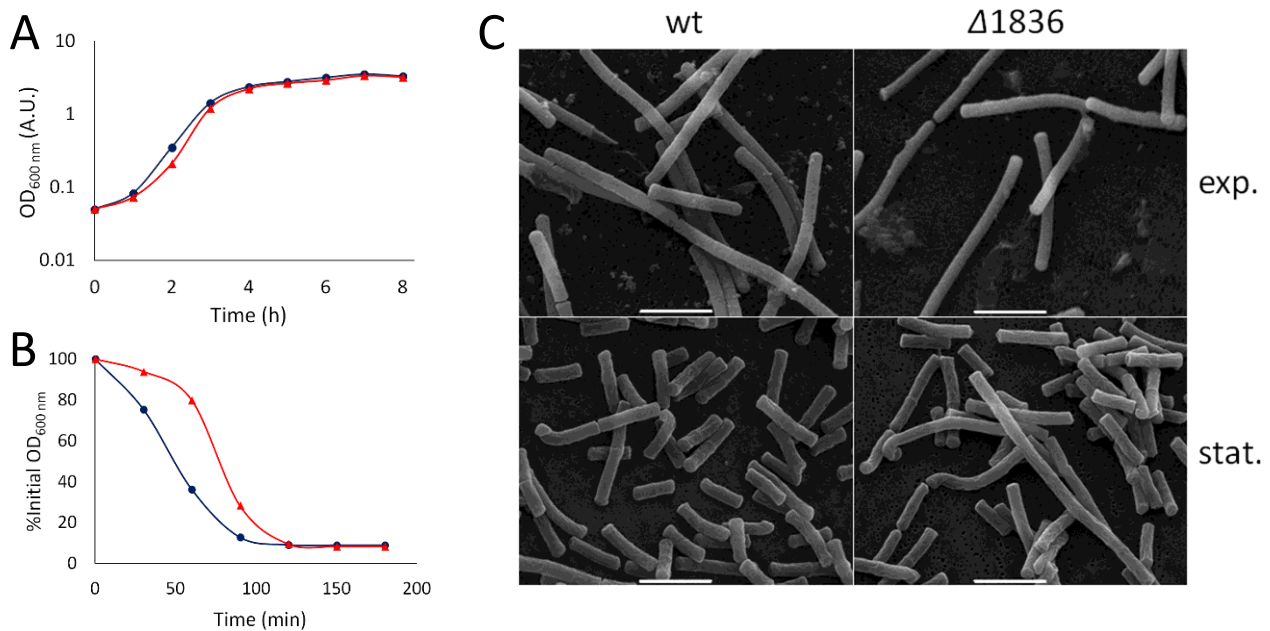 A
10
1
0.1
0.01
OD600 nm (A.U.)
0 2 4 6 8
Time (h)
B
100
80
60
40
20
0
%Initial OD600 nm
0 50 100 150 200
Time (min)
C
wt Δ1836
exp.
stat.